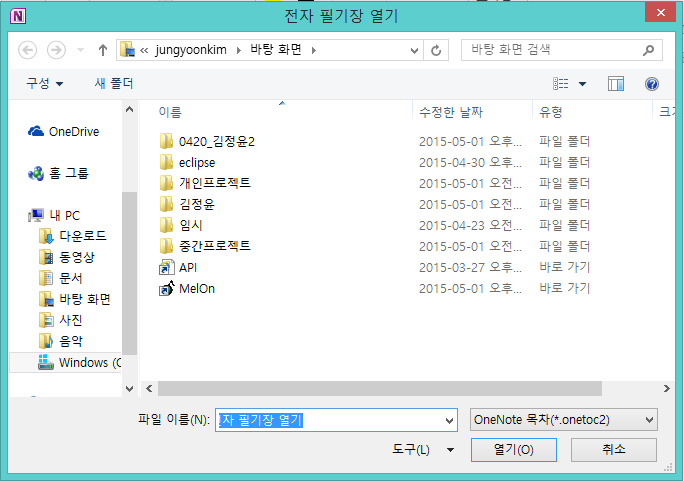 전자 필기장 열기
« jungyoonkim 바탕 화면
바탕 화면 검색
구성 새 폴더
이름 수정한 날짜 유형
OneDrive
홈 그룹
내 PC
다운로드
동영상
문서
바탕 화면
사진
음악
Windows (C
0420_김정윤2 2015-05-01 오후... 파일 폴더
eclipse 2015-04-30 오후... 파일 폴더
개인프로젝트 2015-05-01 오전... 파일 폴더
김정윤 2015-05-01 오전... 파일 폴더
임시 2015-04-23 오전... 파일 폴더
중간프로젝트 2015-05-01 오전... 파일 폴더
API 2015-03-27 오후... 바로 가기
MelOn 2015-05-01 오후... 바로 가기
파일 이름(N): 전자 필기장 열기 OneNote 목차(*.onetoc2)
도구(L) 열기(O) 취소